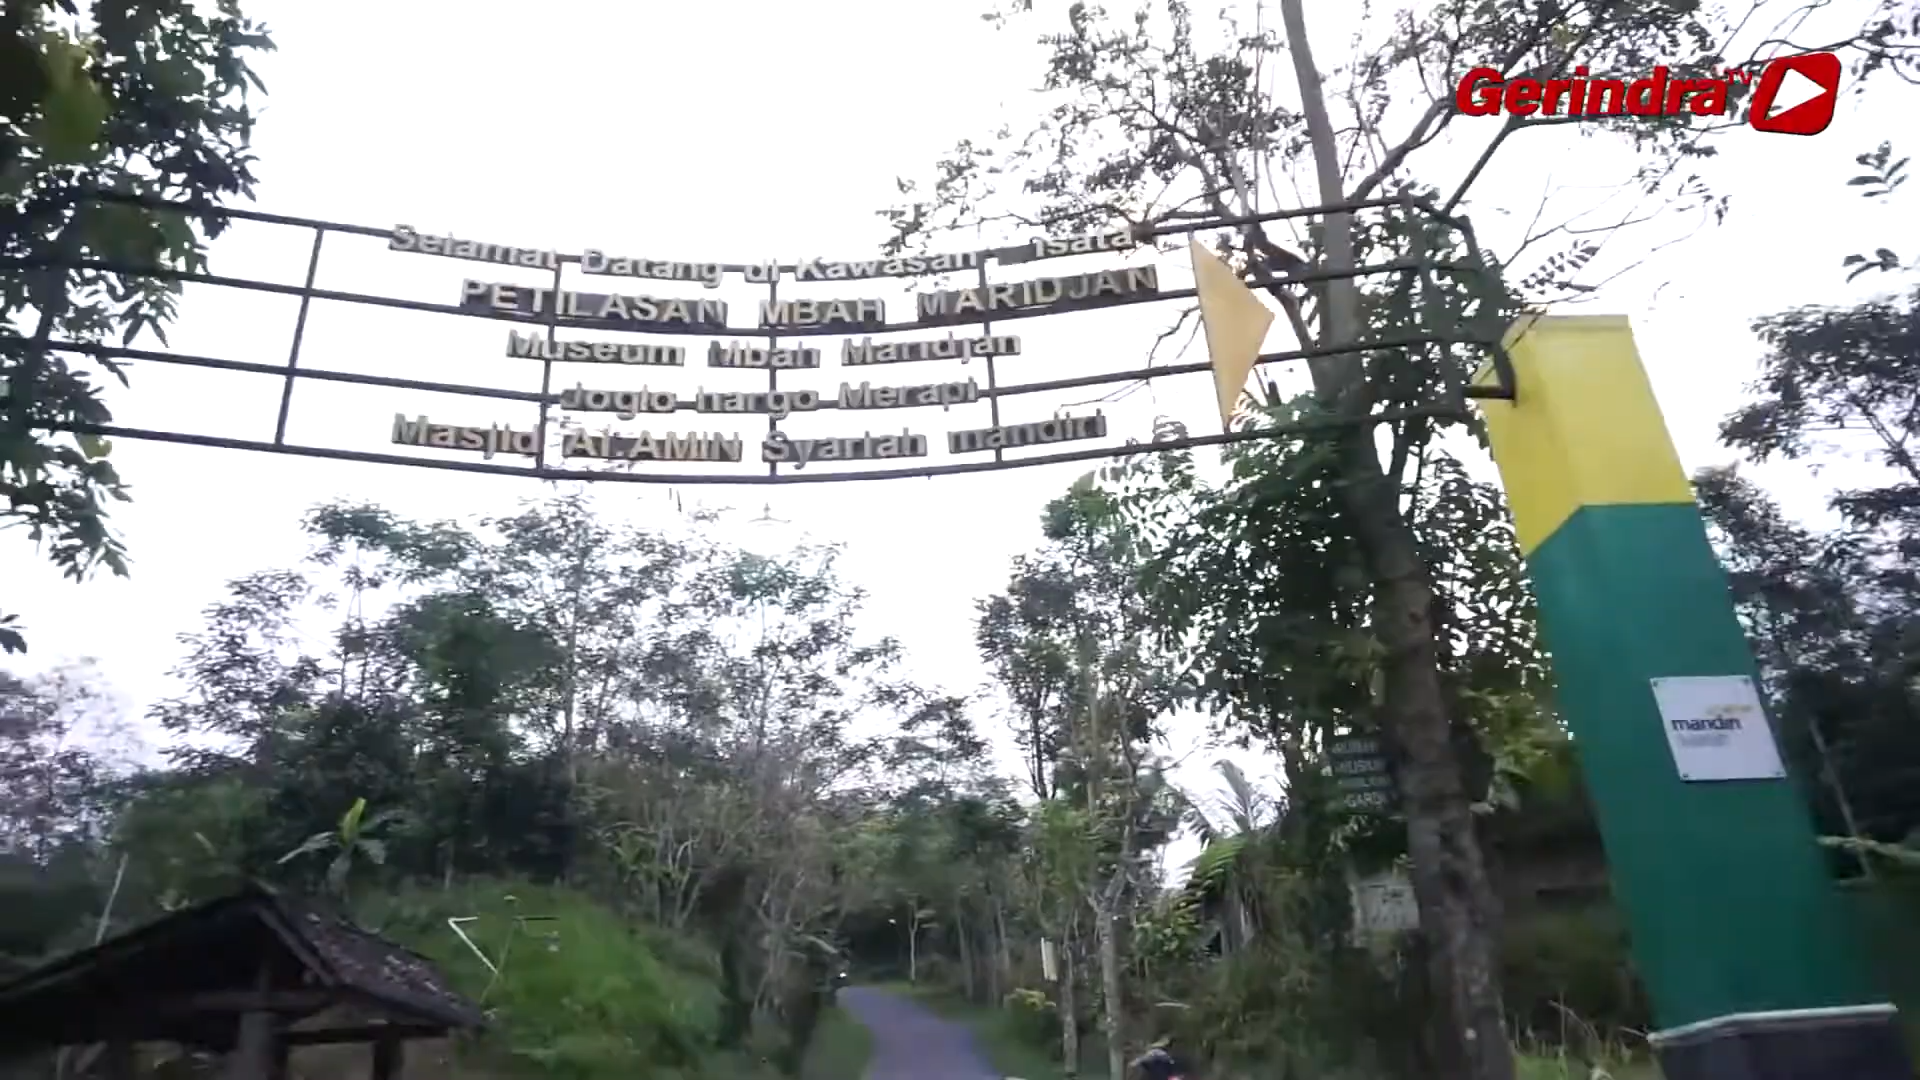 Gerindra TV
Selamat Datang di Kawasan isata
PETILASAN MBAH MARIDJAN
Museum Mbah Maridjan
Joglo hargo Merapi
Masjid Al.AMIN Syariah mandiri
mandiri